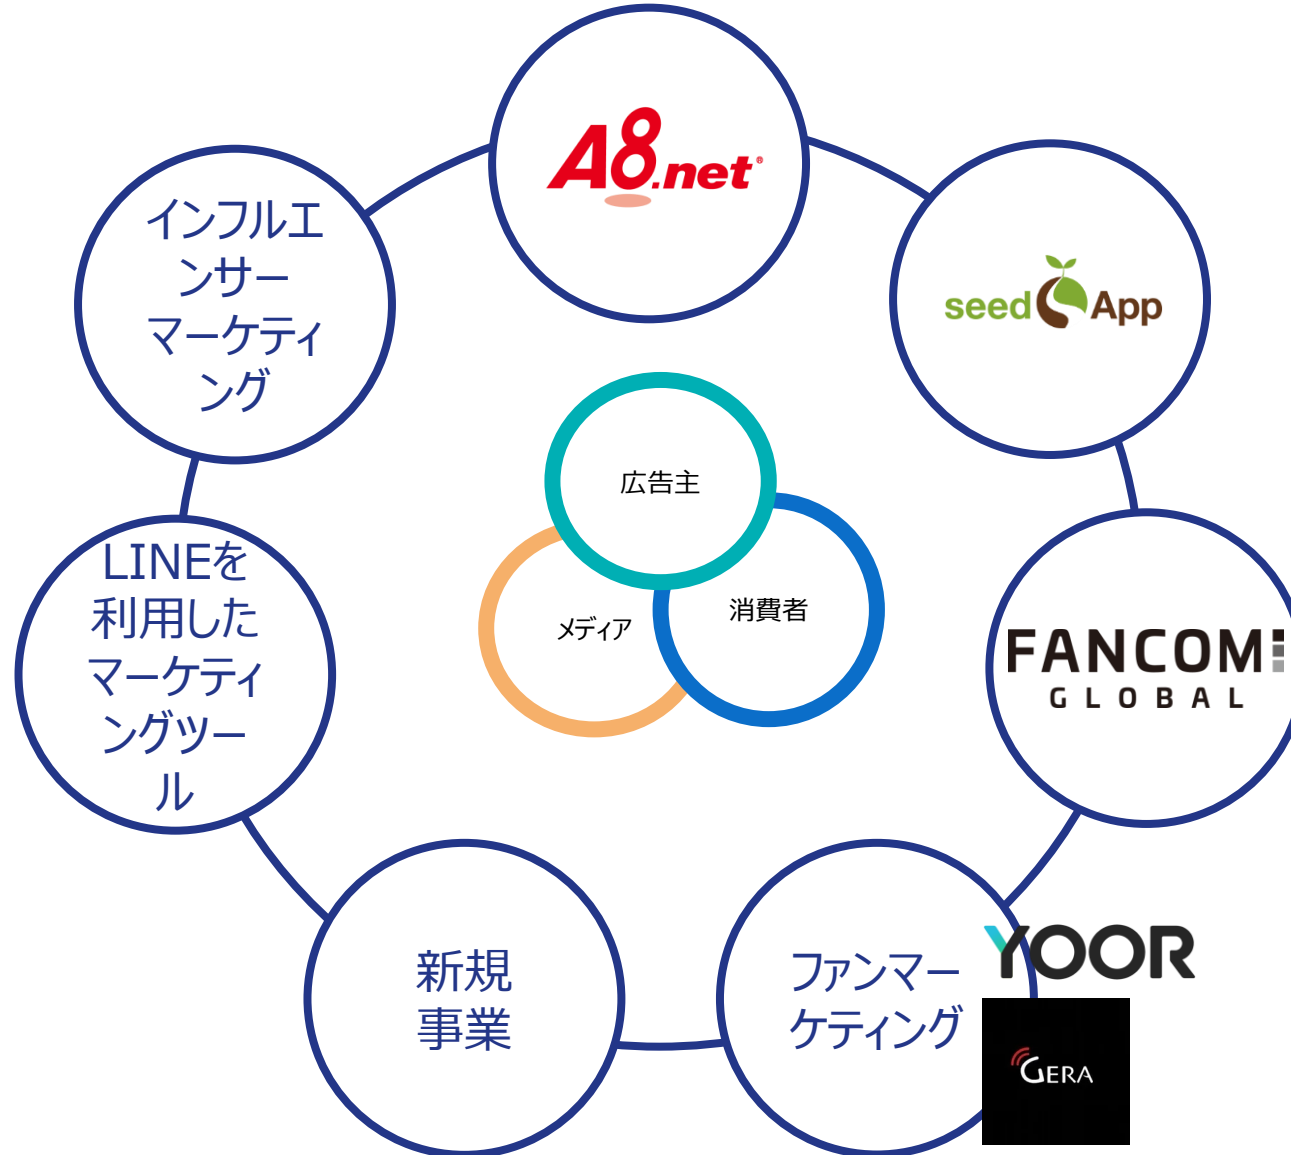 A8.net®
インフルエ
ンサー
マーケティ
ング
seed App
広告主
消費者
メディア
LINEを
利用した
マーケティ
ングツー
ル
FANCOMI
GLOBAL
新規
事業
ファンマー
ケティング
YOOR
GERA